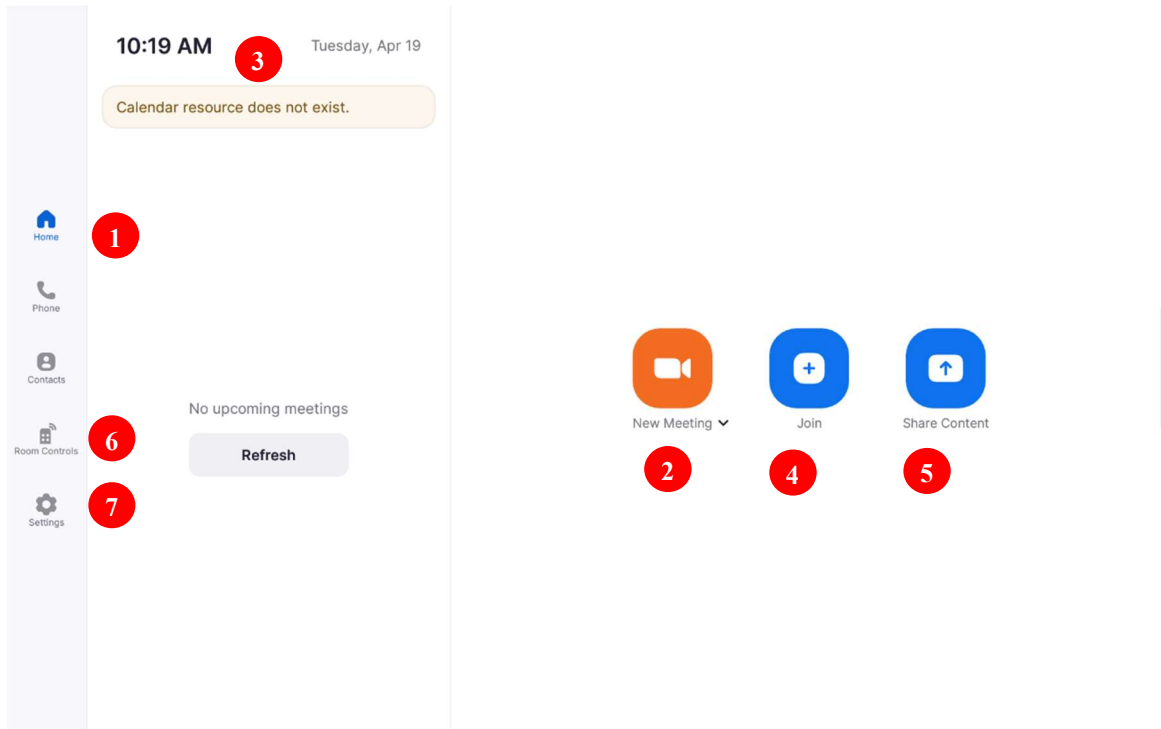 10:19 AM
3
Tuesday, Apr 19
Calendar resource does not exist.
Home
1
Phone
Contacts
Room Controls
6
Settings
7
No upcoming meetings
Refresh
New Meeting
Join
Share Content
2
4
5